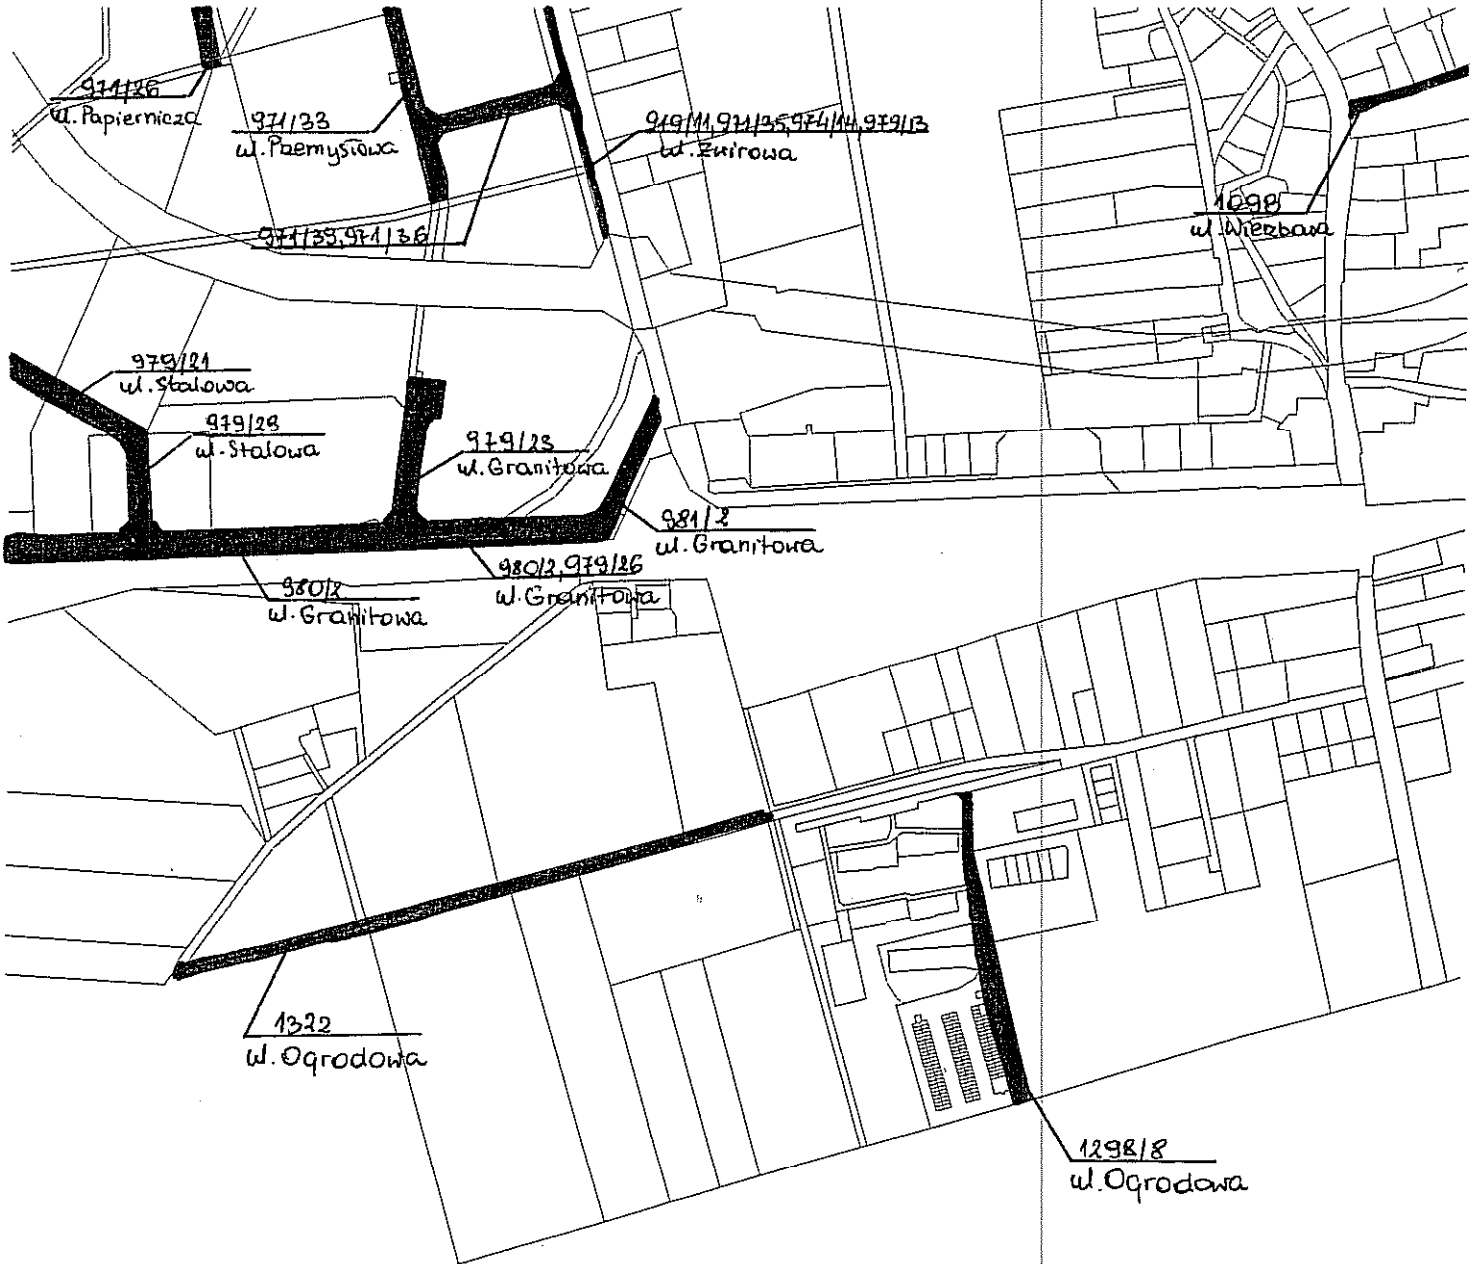 971/26
ul. Papiernicza
971/33
ul. Przemysłowa
919/11, 971/35, 974/14, 979/13
ul. Żwirowa
1098
ul. Wierzbowa
971/39, 971/36
979/21
ul. Stalowa
979/28
ul. Stalowa
979/23
ul. Granitowa
981/2
ul. Granitowa
980/2, 979/26
ul. Granitowa
980/2
ul. Granitowa
1322
ul. Ogrodowa
1298/8
ul. Ogrodowa